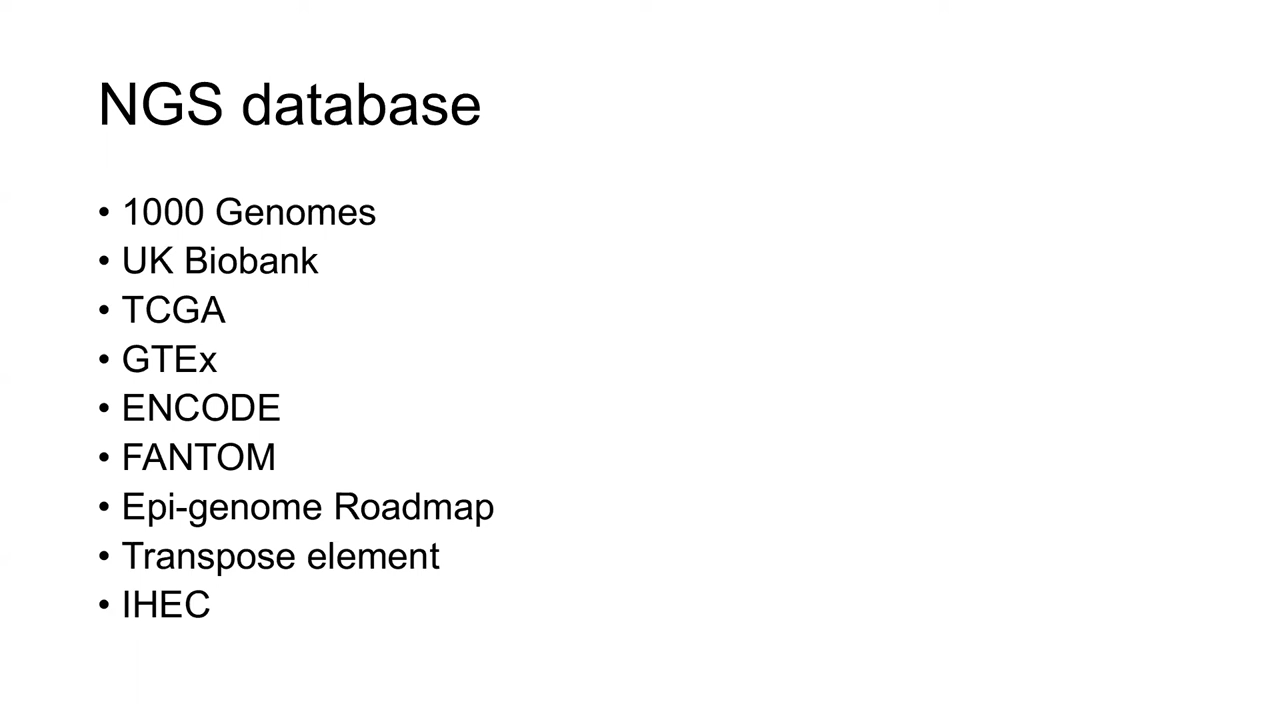 NGS database
• 1000 Genomes
• UK Biobank
• TCGA
• GTEx
• ENCODE
• FANTOM
• Epi-genome Roadmap
• Transpose element
• IHEC